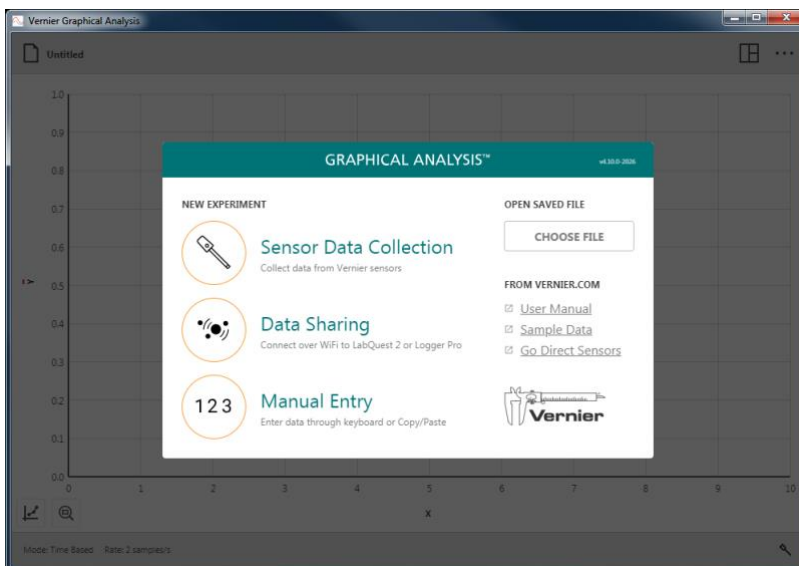 Vernier Graphical Analysis
Untitled
GRAPHICAL ANALYSIS™
v4.10.0-2026
NEW EXPERIMENT
Sensor Data Collection
Collect data from Vernier sensors
Data Sharing
Connect over WiFi to LabQuest 2 or Logger Pro
123
Manual Entry
Enter data through keyboard or Copy/Paste
OPEN SAVED FILE
CHOOSE FILE
FROM VERNIER.COM
User Manual
Sample Data
Go Direct Sensors
Vernier
1.0
0.9
0.8
0.7
0.6
0.5
0.4
0.3
0.2
0.1
0.0
Y
0 1 2 3 4 5 6 7 8 9 10
X
Mode: Time Based Rate: 2 samples/s